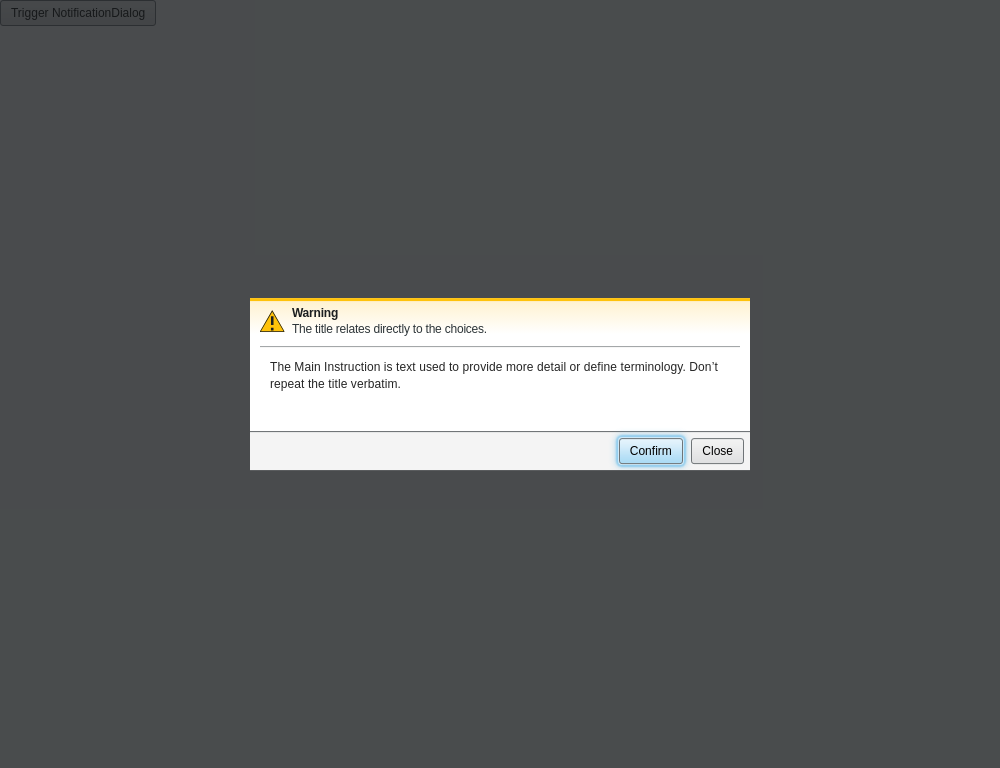 Trigger NotificationDialog
Warning
The title relates directly to the choices.
The Main Instruction is text used to provide more detail or define terminology. Don’t
repeat the title verbatim.
Confirm
Close